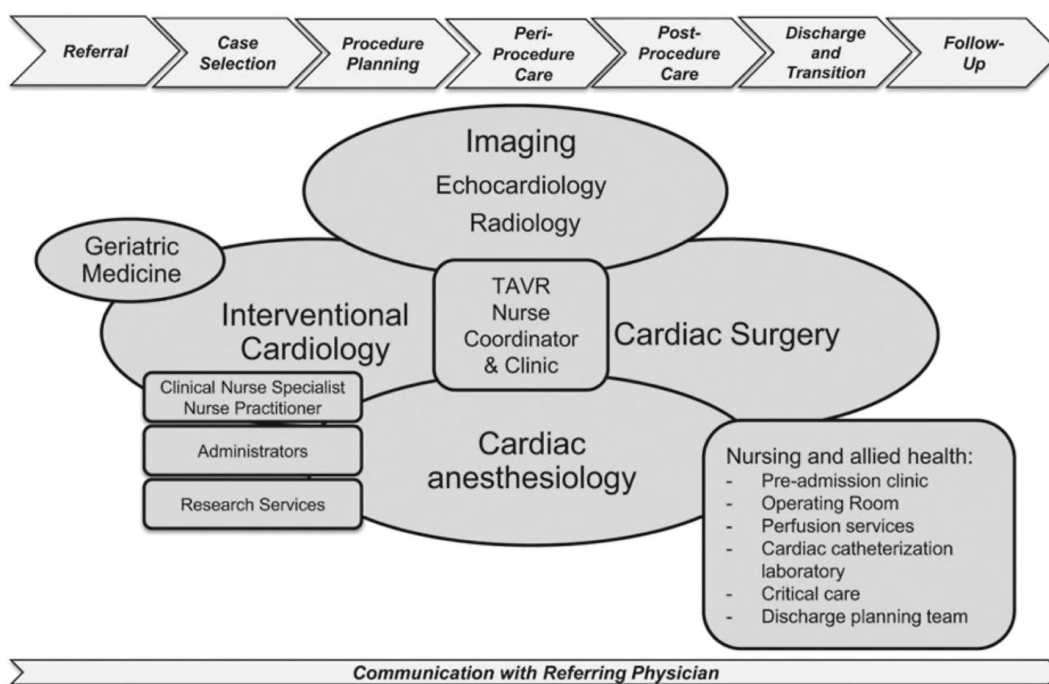 Referral
Case
Selection
Procedure
Planning
Peri-
Procedure
Care
Post-
Procedure
Care
Discharge
and
Transition
Follow-
Up
Imaging
Echocardiology
Radiology
Geriatric
Medicine
Interventional
Cardiology
TAVR
Nurse
Coordinator
& Clinic
Cardiac Surgery
Clinical Nurse Specialist
Nurse Practitioner
Administrators
Research Services
Cardiac
anesthesiology
Nursing and allied health:
- Pre-admission clinic
- Operating Room
- Perfusion services
- Cardiac catheterization
laboratory
- Critical care
- Discharge planning team
Communication with Referring Physician